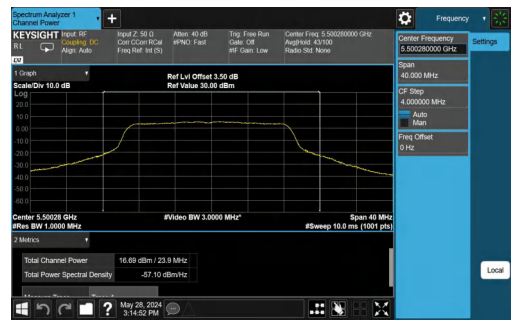 Spectrum Analyzer 1
Channel Power
+
Frequency
KEYSIGHT
RL
Input: RF
Coupling: DC
Align: Auto
Input Z: 50 Ω
Corr CCorr RCal
Freq Ref: Int (S)
Atten: 40 dB
#PNO: Fast
Trig: Free Run
Gate: Off
#IF Gain: Low
Center Freq: 5.500280000 GHz
Avg|Hold: 43/100
Radio Std: None
LXI
Center Frequency
5.500280000 GHz
Settings
Span
40.000 MHz
CF Step
4.000000 MHz
Auto
Man
Freq Offset
0 Hz
Local
1 Graph
Scale/Div 10.0 dB
Ref Lvl Offset 3.50 dB
Ref Value 30.00 dBm
Log
20.0
10.0
0.00
-10.0
-20.0
-30.0
-40.0
-50.0
-60.0
Center 5.50028 GHz
#Video BW 3.0000 MHz*
Span 40 MHz
#Res BW 1.0000 MHz
#Sweep 10.0 ms (1001 pts)
2 Metrics
Total Channel Power
16.69 dBm / 23.9 MHz
Total Power Spectral Density
-57.10 dBm/Hz
?
May 28, 2024
3:14:52 PM